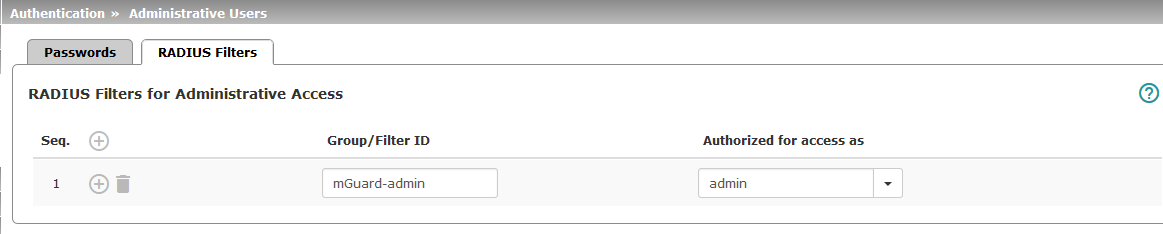 Authentication » Administrative Users
Passwords RADIUS Filters
RADIUS Filters for Administrative Access
Seq. Group/Filter ID Authorized for access as
1 mGuard-admin admin